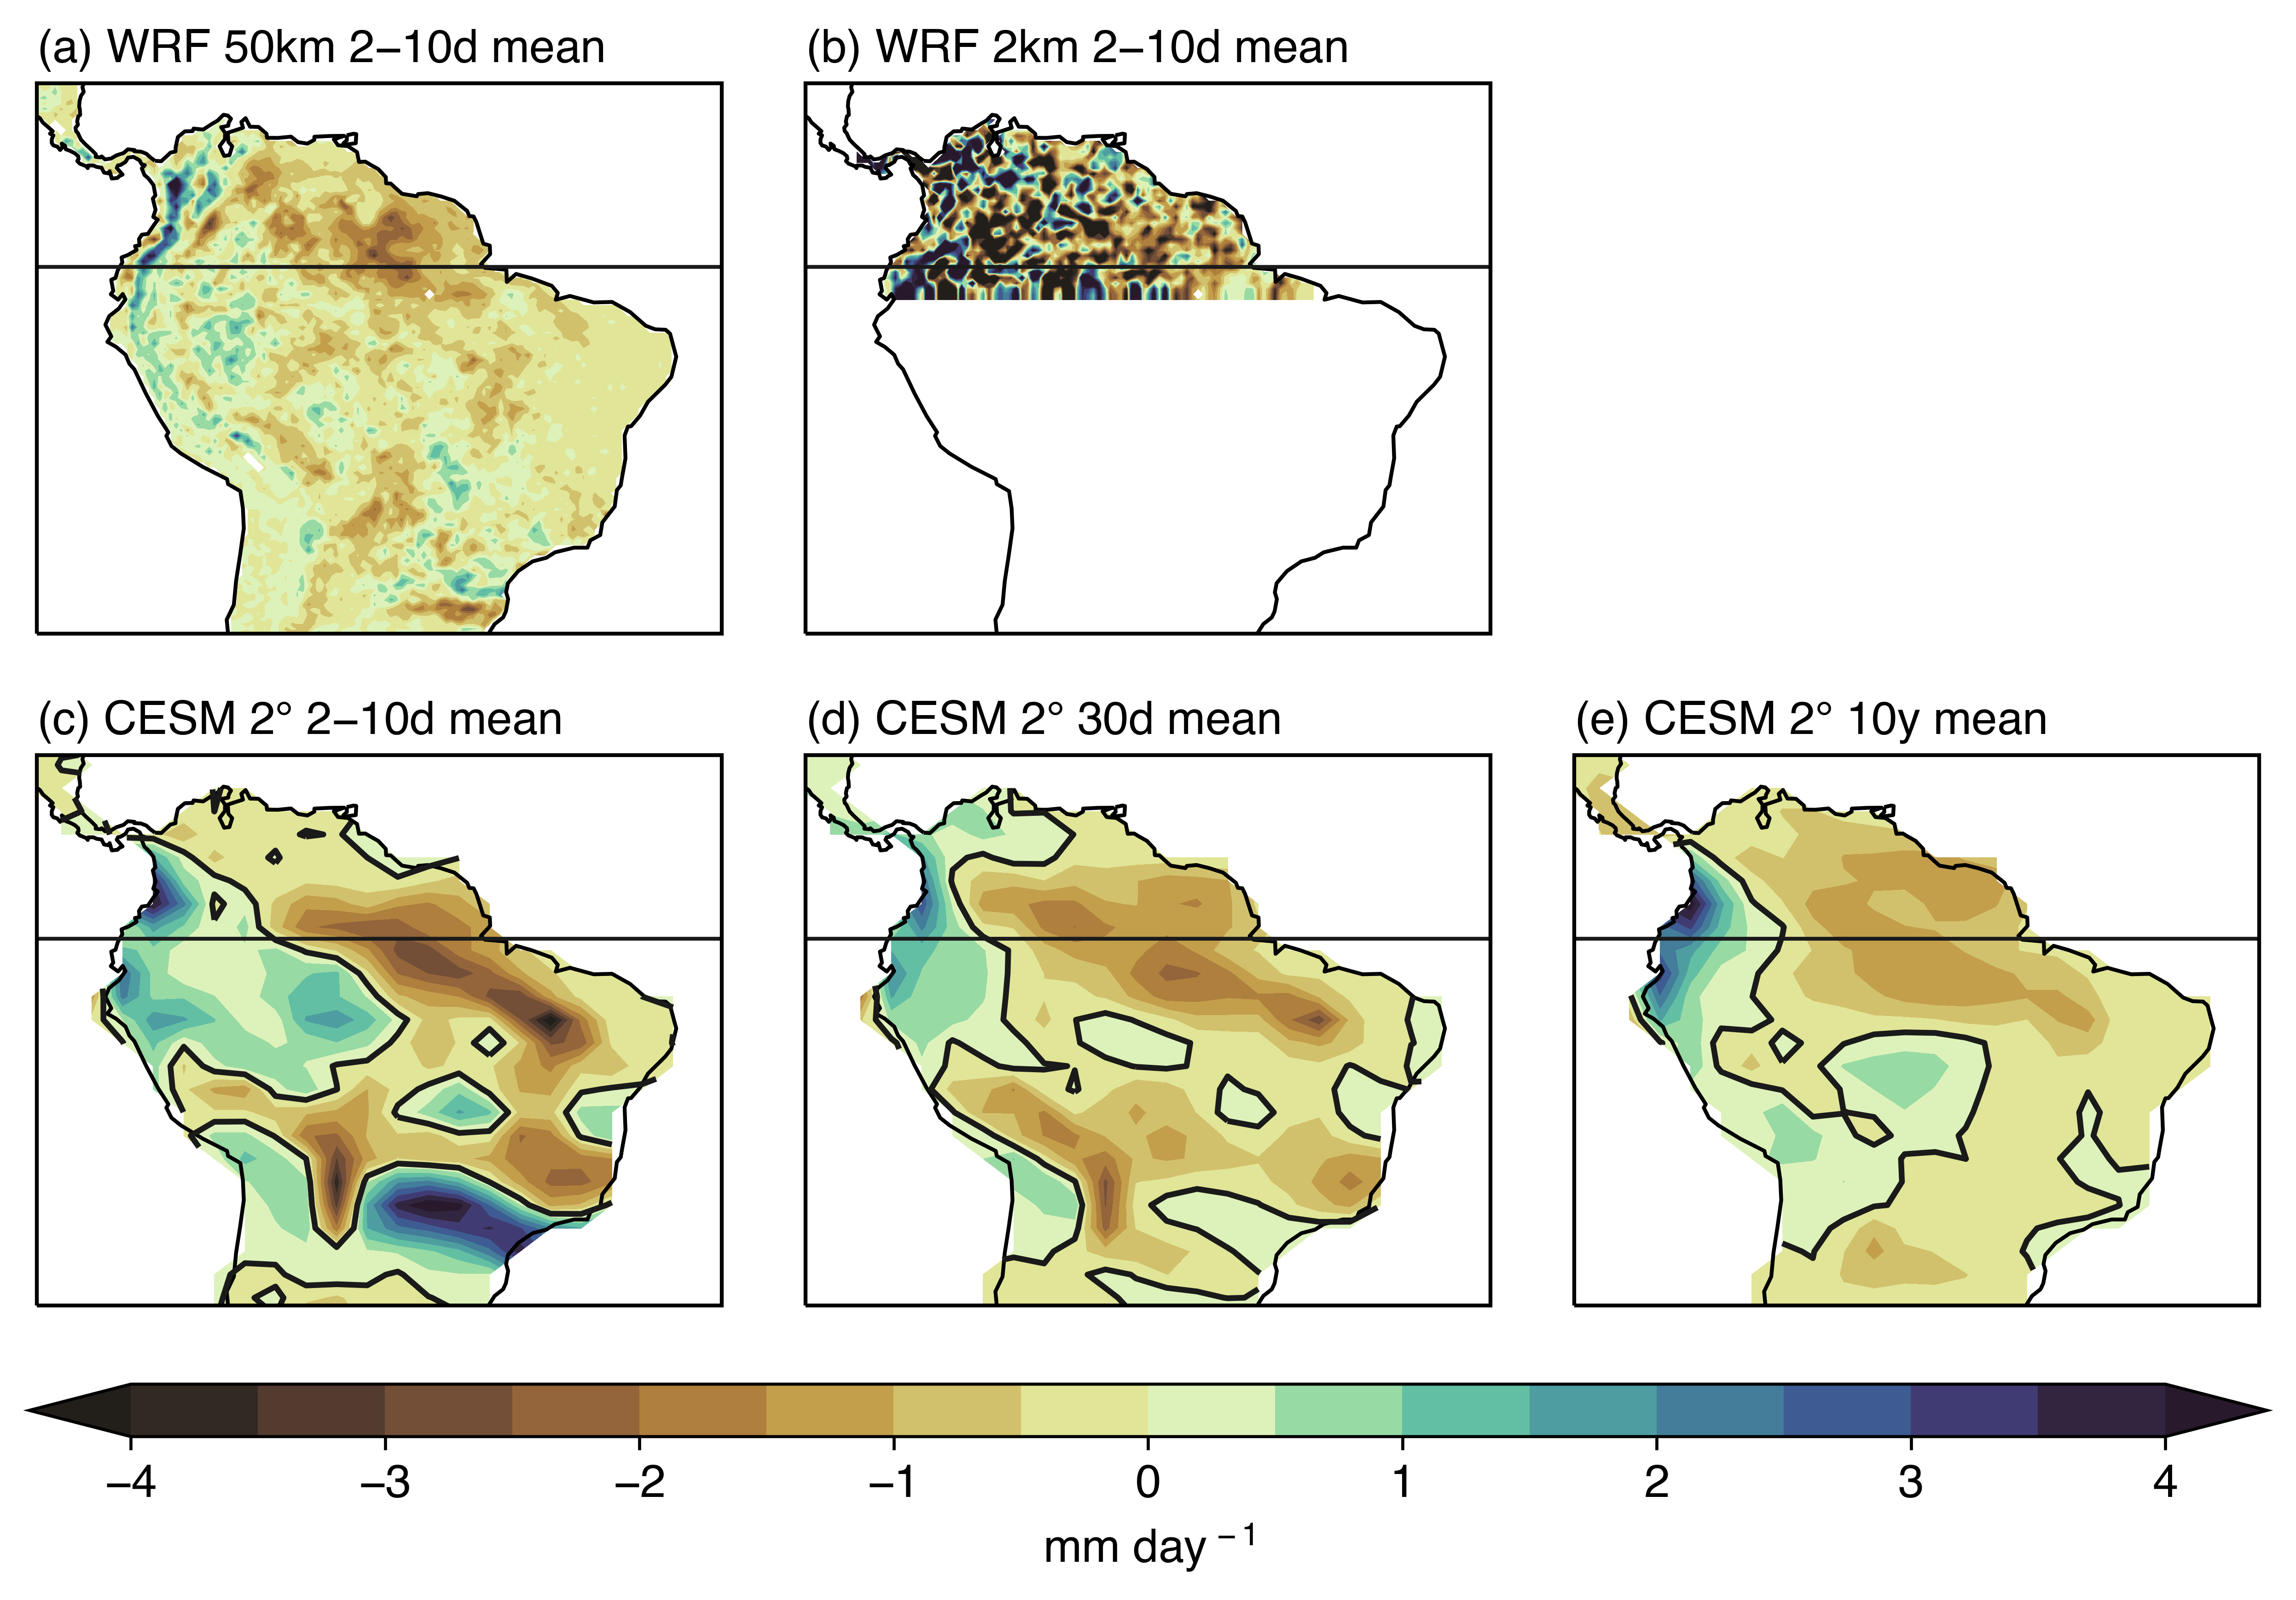 (a) WRF 50km 2–10d mean
(b) WRF 2km 2–10d mean
(c) CESM 2° 2–10d mean
(d) CESM 2° 30d mean
(e) CESM 2° 10y mean
–4 –3 –2 –1 0 1 2 3 4
mm day ⁻¹